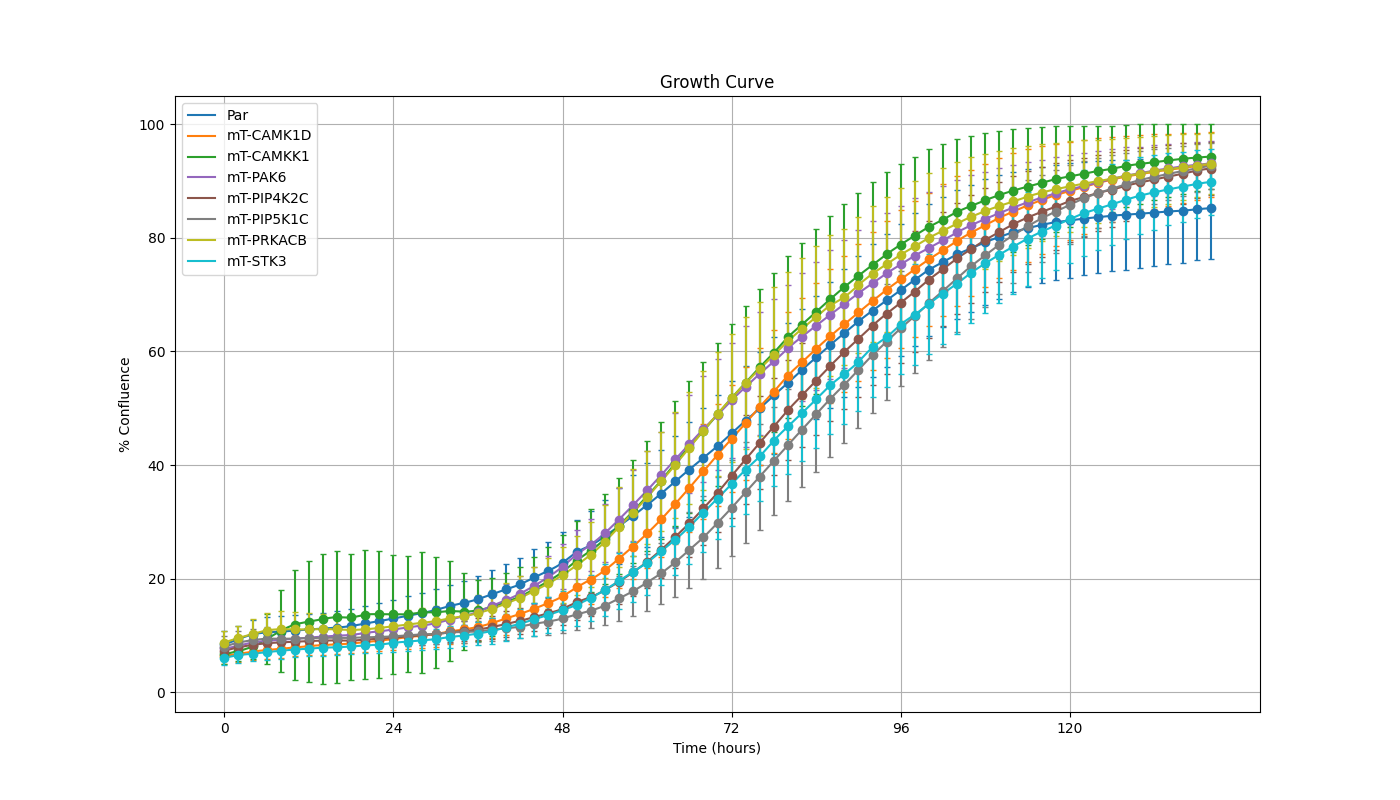 Growth Curve
% Confluence
100
80
60
40
20
0
Par
mT-CAMK1D
mT-CAMKK1
mT-PAK6
mT-PIP4K2C
mT-PIP5K1C
mT-PRKACB
mT-STK3
0 24 48 72 96 120
Time (hours)